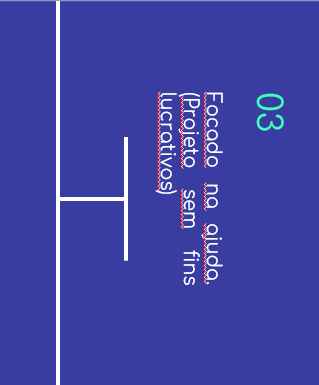 03
Focado na ajuda.
(Projeto sem fins
lucrativos)